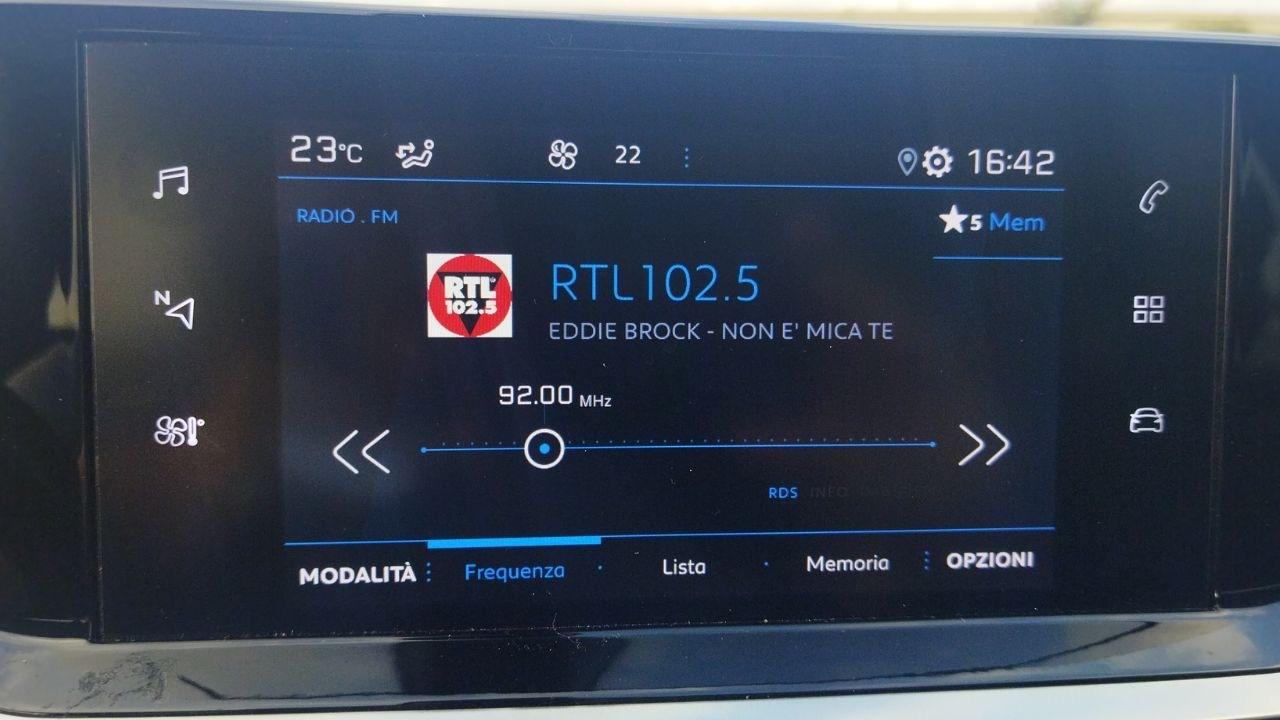 23°C 22 16:42
RADIO . FM
5 Mem
N
RTL
102.5
RTL102.5
EDDIE BROCK - NON E' MICA TE
92.00 MHz
RDS INFO
MODALITÀ Frequenza Lista Memoria OPZIONI